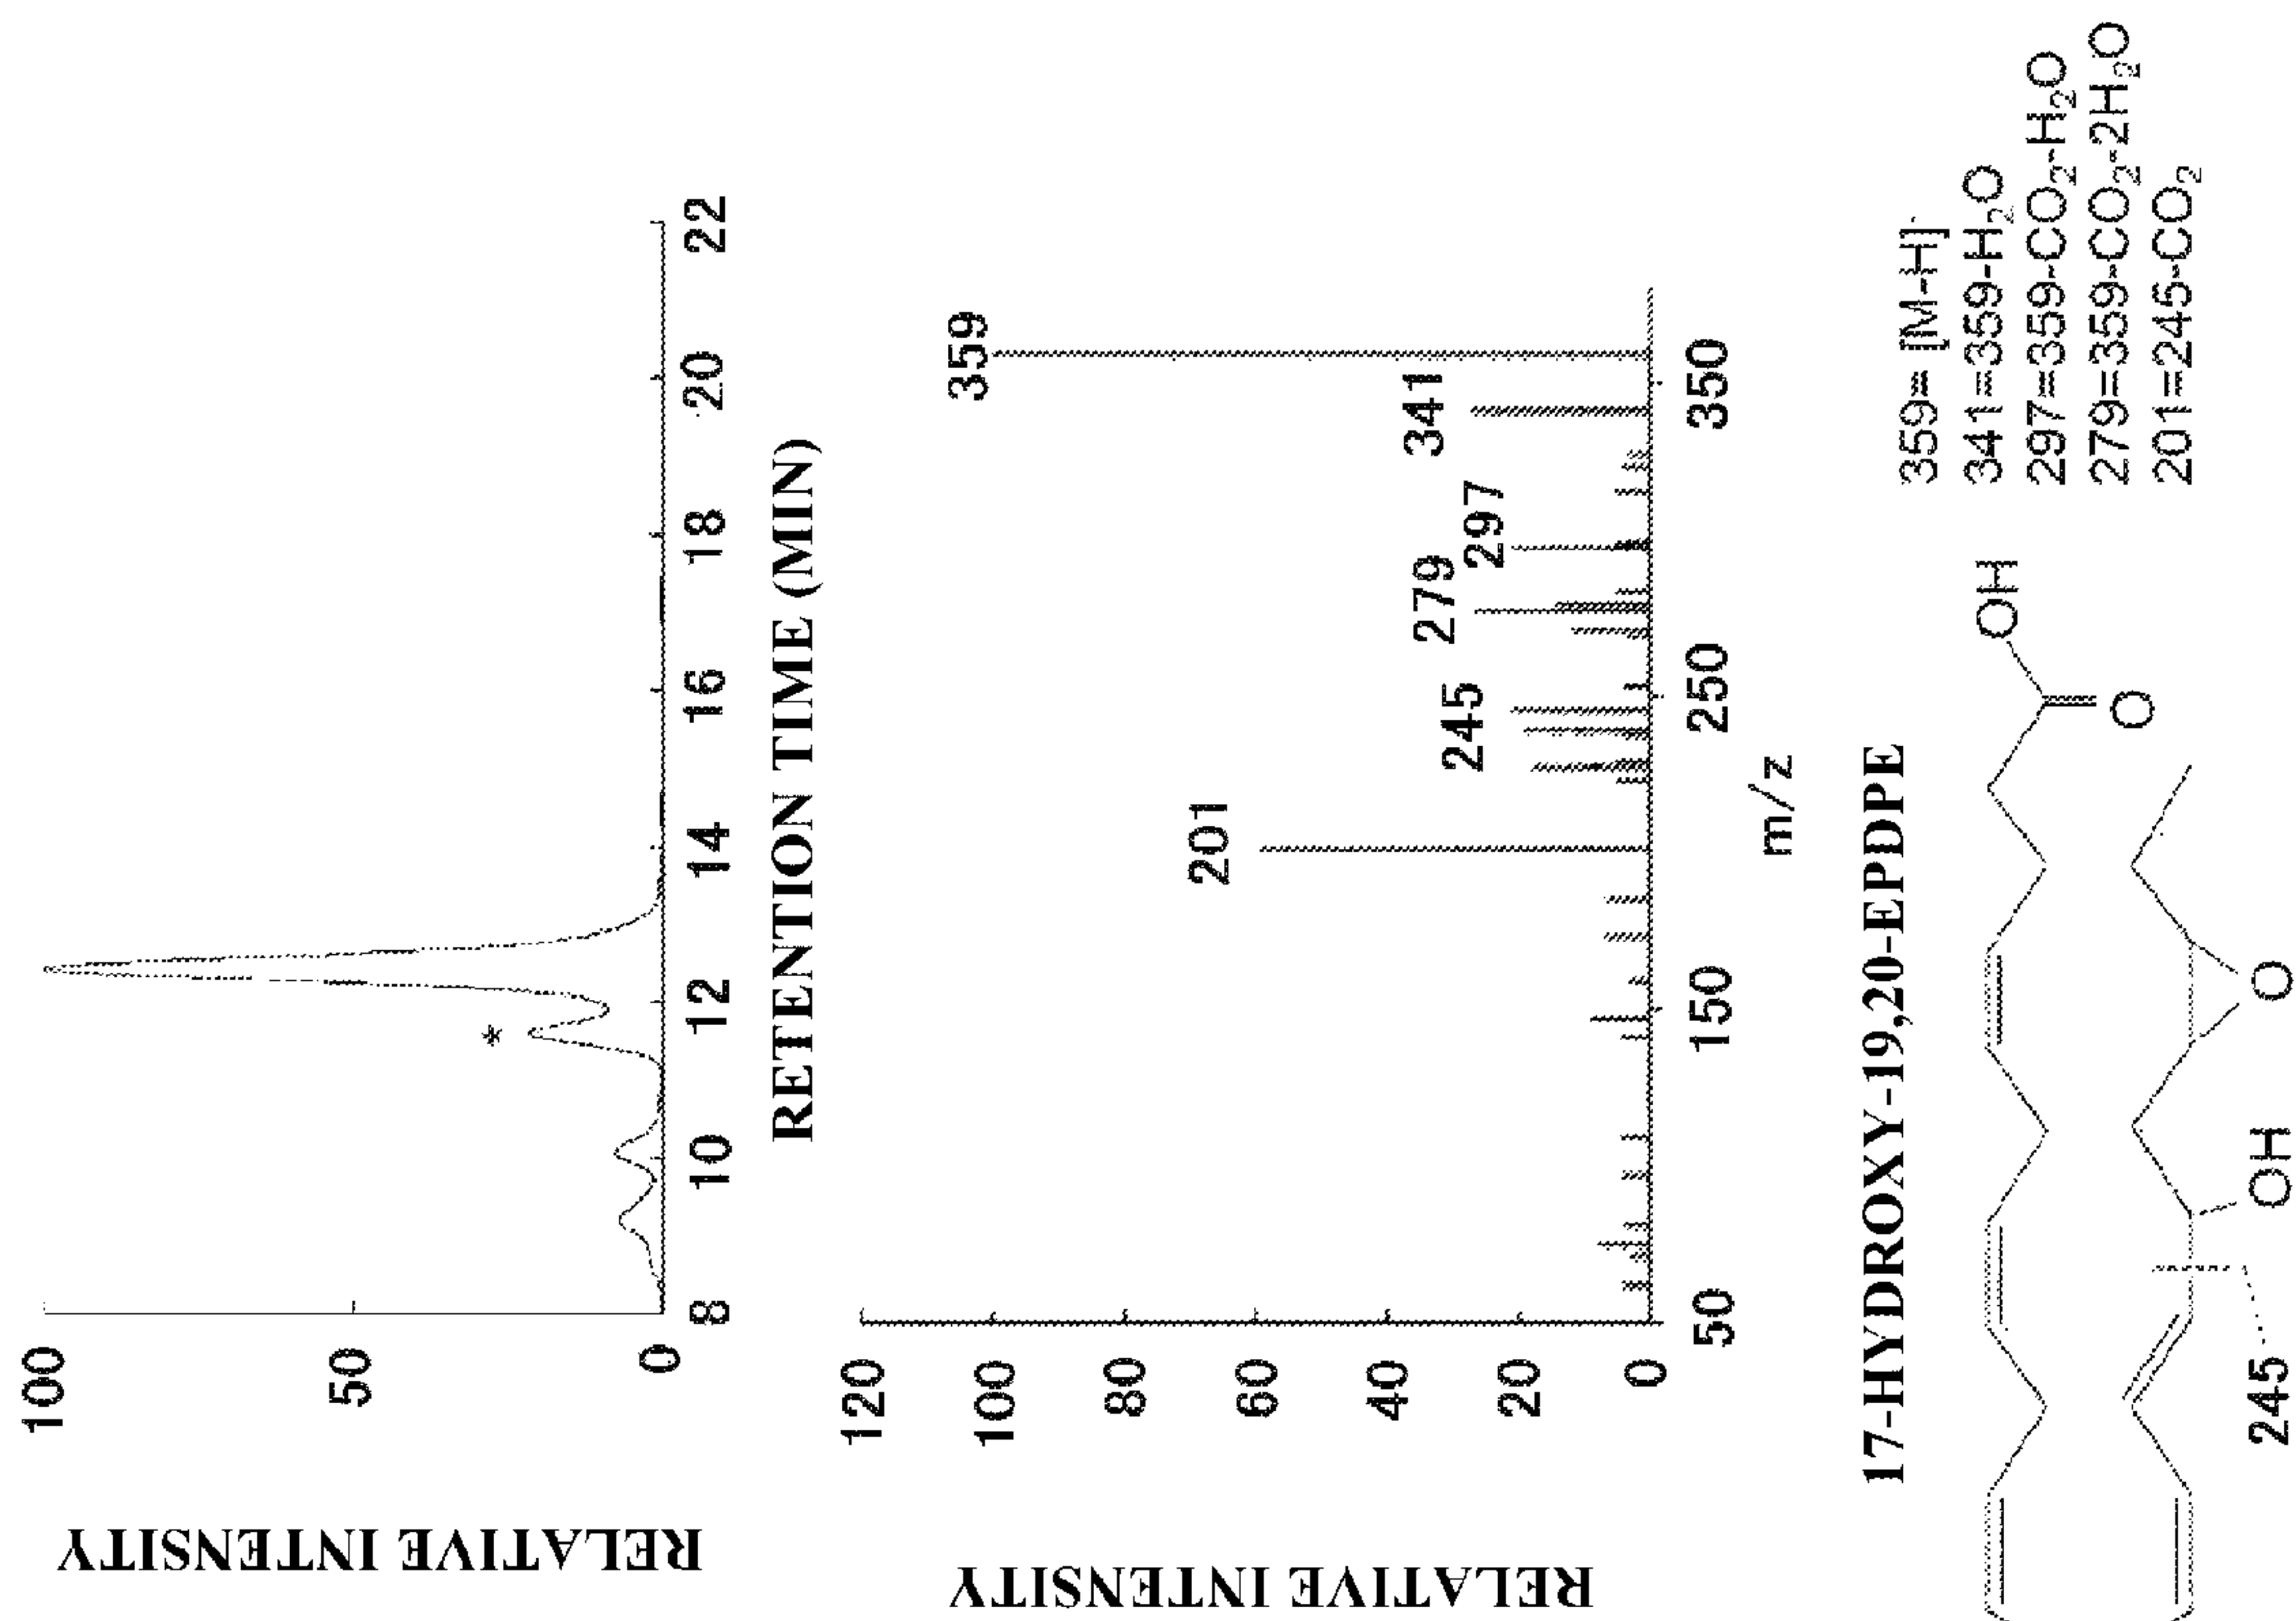 RELATIVE INTENSITY
100
50
0
*
8 10 12 14 16 18 20 22
RETENTION TIME (MIN)
RELATIVE INTENSITY
120
100
80
60
40
20
0
201
245
279
297
341
359
50 150 250 350
m/z
17-HYDROXY-19,20-EPDPE
OH
O
O
OH
245
359= [M-H]⁻
341=359-H₂O
297=359-CO₂-H₂O
279=359-CO₂-2H₂O
201=245-CO₂